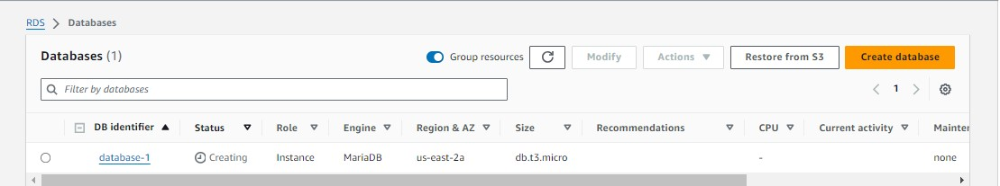 RDS > Databases
Databases (1) Group resources Modify Actions Restore from S3 Create database
Filter by databases 1
DB identifier Status Role Engine Region & AZ Size Recommendations CPU Current activity Mainter
database-1 Creating Instance MariaDB us-east-2a db.t3.micro - none